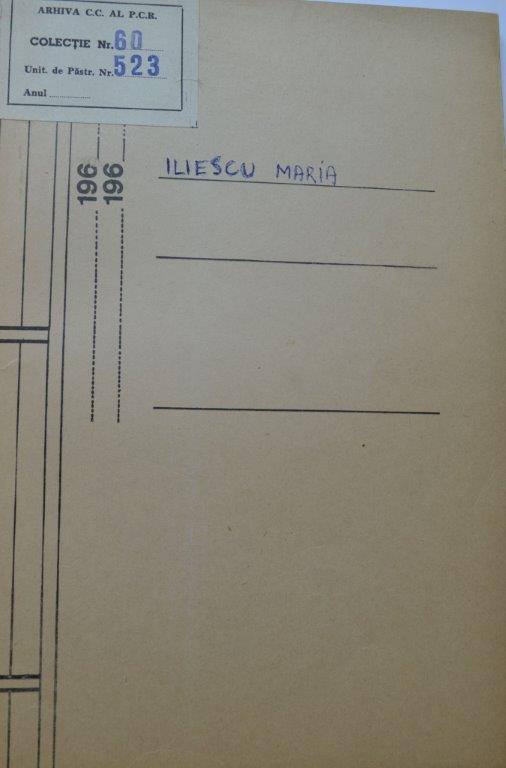 ARHIVA C.C. AL P.C.R.
COLECȚIE Nr. 60
Unit. de Păstr. Nr. 523
Anul
196
196
ILIESCU MARIA